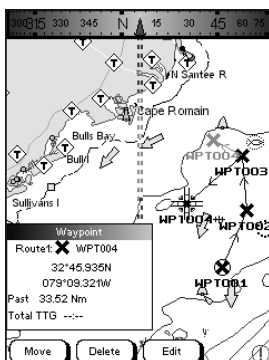 300 315 330 345 N 15 30 45 60 75
T
T
T
T
T
T
T
T
N Santee R
Cape Romain
Bulls Bay
Bull I
Sullivans I
WPT004
WPT003
WPT004
WPT002
WPT001
Waypoint
Route1: WPT004
32°45.935N
079°09.321W
Past 33.52 Nm
Total TTG --:--
Move Delete Edit